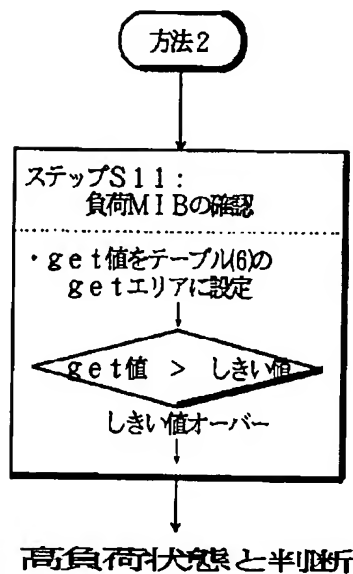 方法2
ステップS11:
負荷MIBの確認
・get値をテーブル(6)の
getエリアに設定
get値 > しきい値
しきい値オーバー
高負荷状態と判断